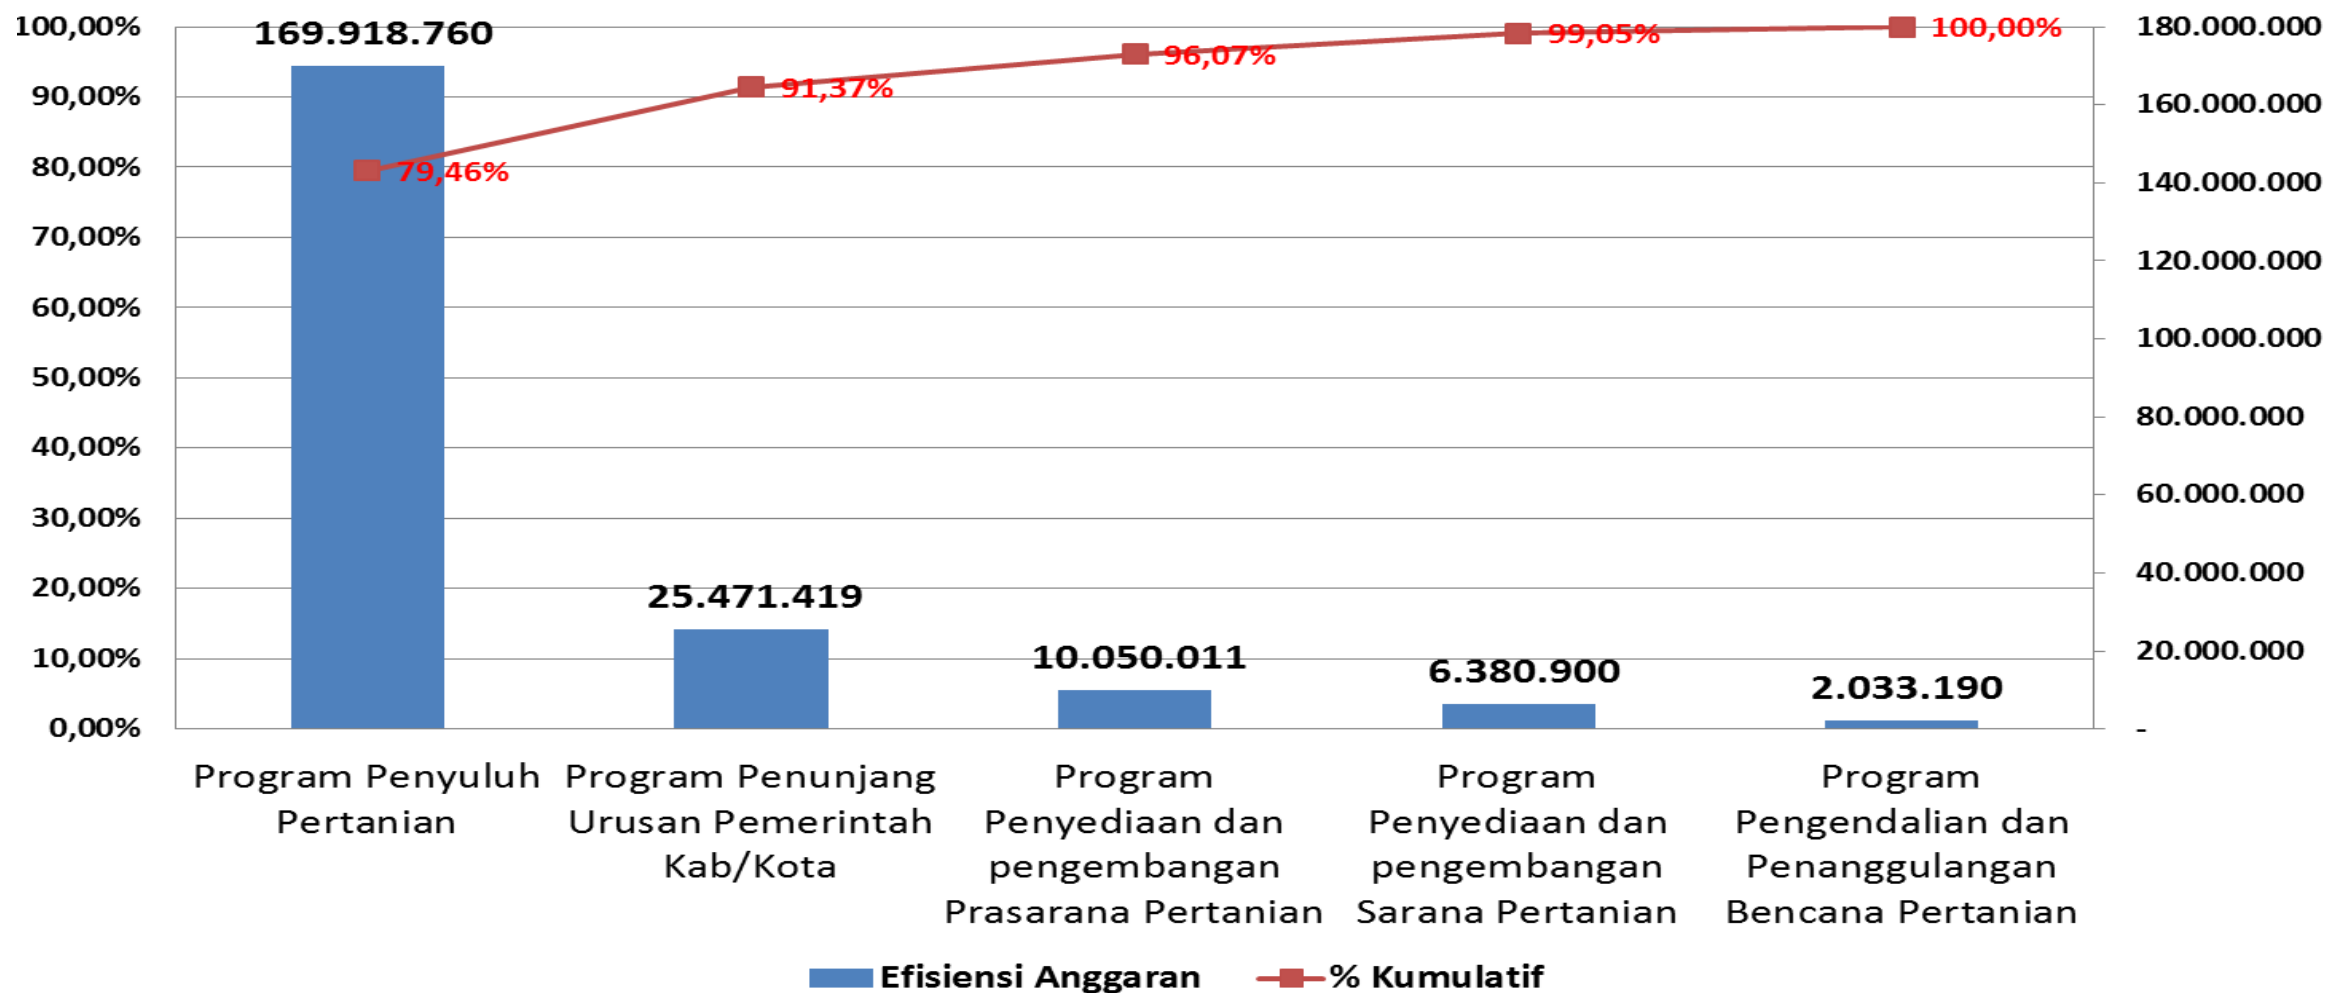 100,00%
90,00%
80,00%
70,00%
60,00%
50,00%
40,00%
30,00%
20,00%
10,00%
0,00%
169.918.760
25.471.419
10.050.011
6.380.900
2.033.190
79,46%
91,37%
96,07%
99,05%
100,00%
180.000.000
160.000.000
140.000.000
120.000.000
100.000.000
80.000.000
60.000.000
40.000.000
20.000.000
-
Program Penyuluh
Pertanian
Program Penunjang
Urusan Pemerintah
Kab/Kota
Program
Penyediaan dan
pengembangan
Prasarana Pertanian
Program
Penyediaan dan
pengembangan
Sarana Pertanian
Program
Pengendalian dan
Penanggulangan
Bencana Pertanian
Efisiensi Anggaran
% Kumulatif